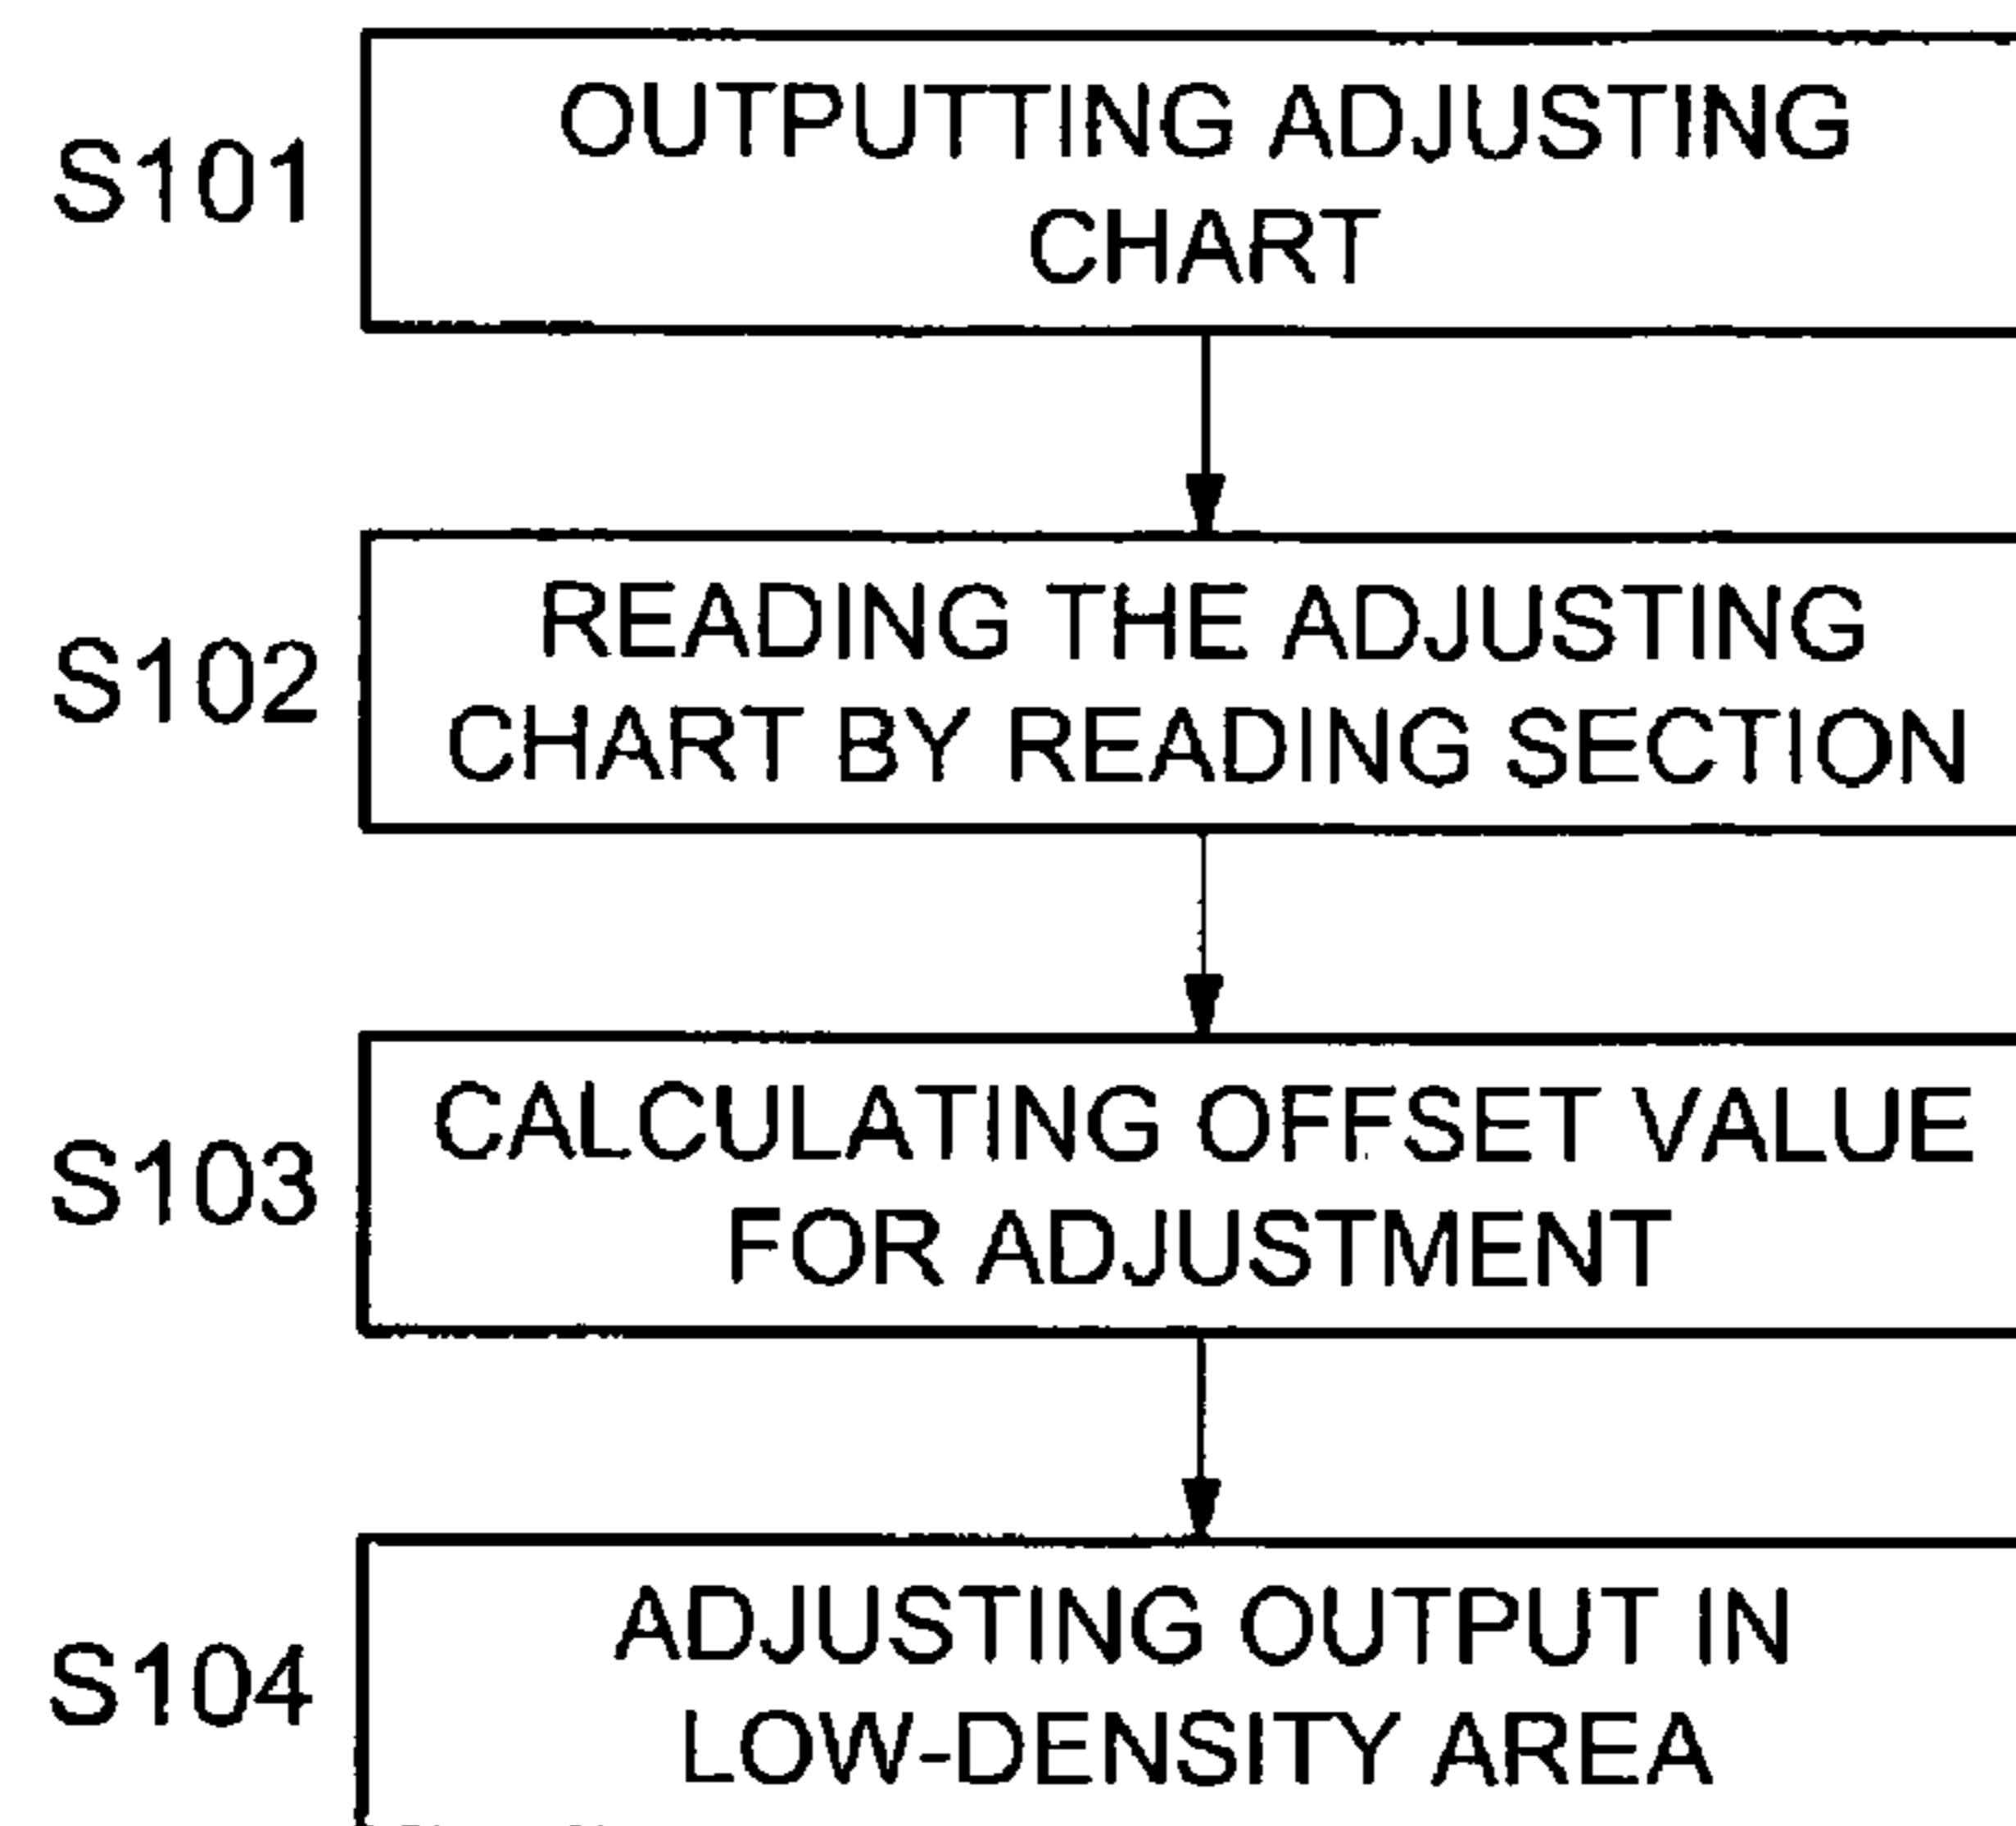 S101
OUTPUTTING ADJUSTING
CHART
S102
READING THE ADJUSTING
CHART BY READING SECTION
S103
CALCULATING OFFSET VALUE
FOR ADJUSTMENT
S104
ADJUSTING OUTPUT IN
LOW-DENSITY AREA